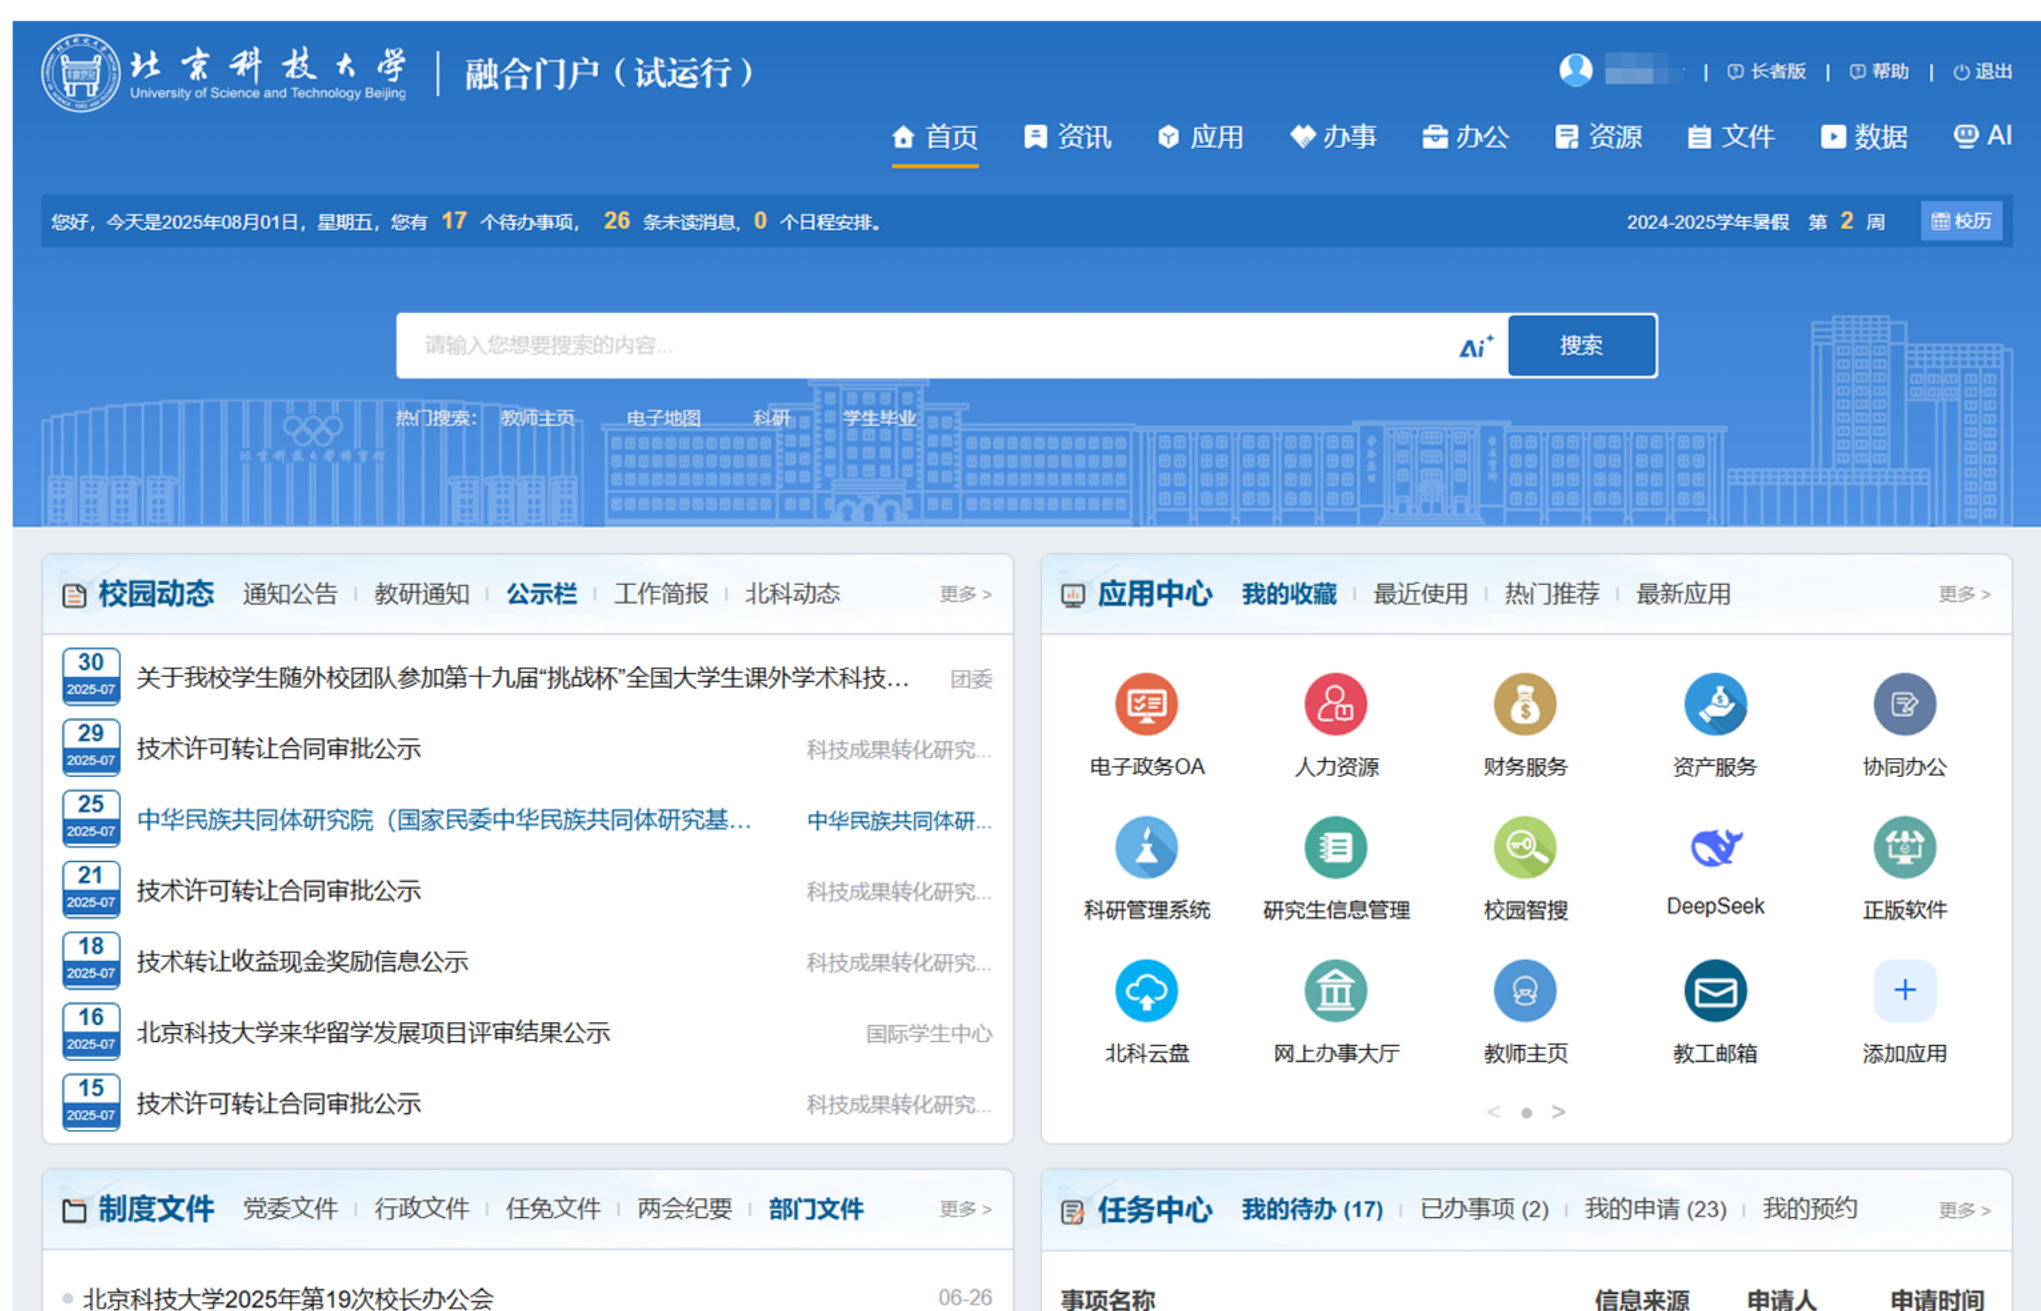 北京科技大学 融合门户（试运行）
University of Science and Technology Beijing
长者版 | 帮助 | 退出
首页 资讯 应用 办事 办公 资源 文件 数据 AI
您好，今天是2025年08月01日，星期五，您有 17 个待办事项， 26 条未读消息, 0 个日程安排。 2024-2025学年暑假 第 2 周 校历
请输入您想要搜索的内容... Ai+ 搜索
热门搜索： 教师主页 电子地图 科研 学生毕业
北京科技大学体育馆
校园动态 通知公告 教研通知 公示栏 工作简报 北科动态 更多 >
30 2025-07 关于我校学生随外校团队参加第十九届“挑战杯”全国大学生课外学术科技... 团委
29 2025-07 技术许可转让合同审批公示 科技成果转化研究...
25 2025-07 中华民族共同体研究院（国家民委中华民族共同体研究基... 中华民族共同体研...
21 2025-07 技术许可转让合同审批公示 科技成果转化研究...
18 2025-07 技术转让收益现金奖励信息公示 科技成果转化研究...
16 2025-07 北京科技大学来华留学发展项目评审结果公示 国际学生中心
15 2025-07 技术许可转让合同审批公示 科技成果转化研究...
应用中心 我的收藏 最近使用 热门推荐 最新应用 更多 >
电子政务OA 人力资源 财务服务 资产服务 协同办公
科研管理系统 研究生信息管理 校园智搜 DeepSeek 正版软件
北科云盘 网上办事大厅 教师主页 教工邮箱 添加应用
< >
制度文件 党委文件 行政文件 任免文件 两会纪要 部门文件 更多 >
北京科技大学2025年第19次校长办公会 06-26
任务中心 我的待办 (17) 已办事项 (2) 我的申请 (23) 我的预约 更多 >
事项名称 信息来源 申请人 申请时间